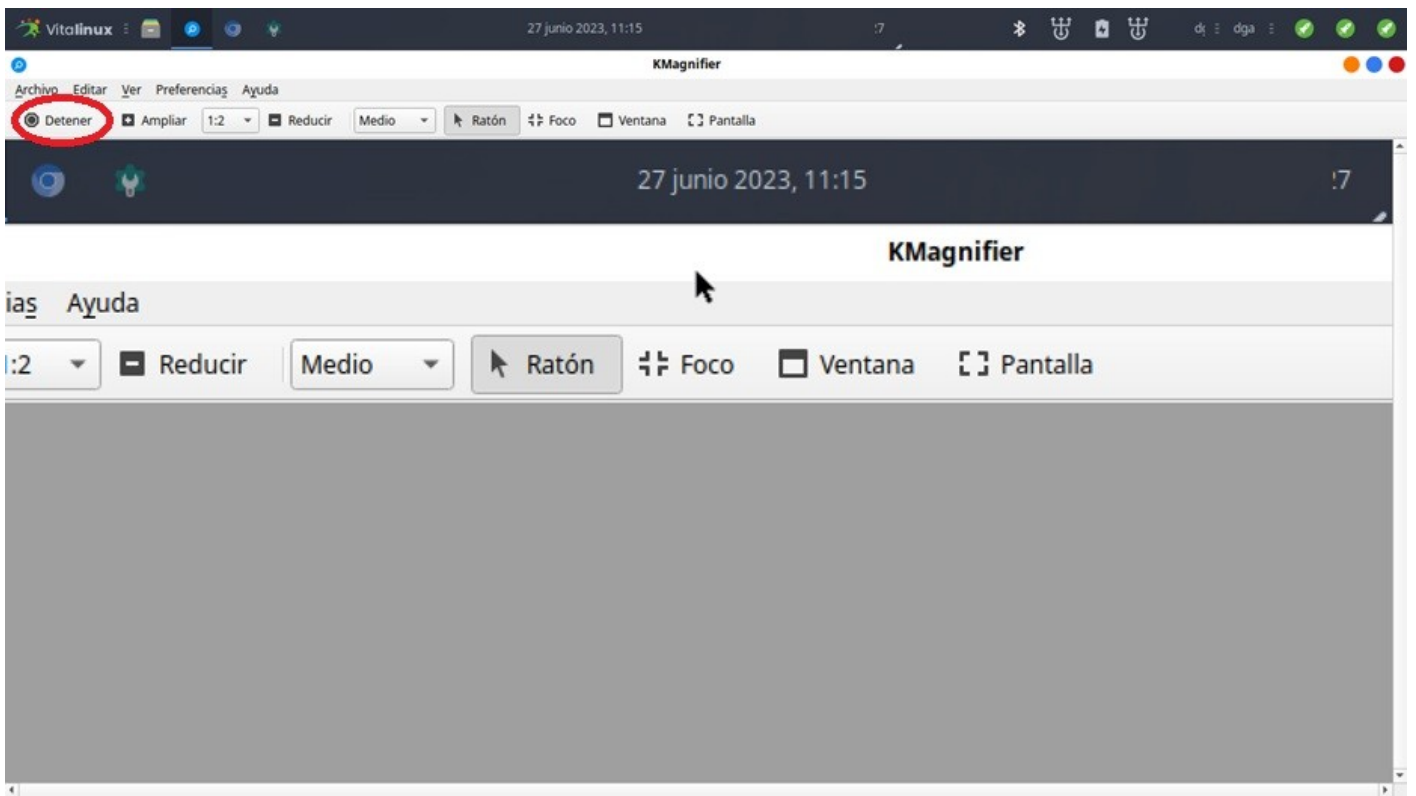 Vitalinux 27 junio 2023, 11:15 :7 dga
KMagnifier
Archivo Editar Ver Preferencias Ayuda
Detener Ampliar 1:2 Reducir Medio Ratón Foco Ventana Pantalla
27 junio 2023, 11:15
KMagnifier
ias Ayuda
:2 Reducir Medio Ratón Foco Ventana Pantalla